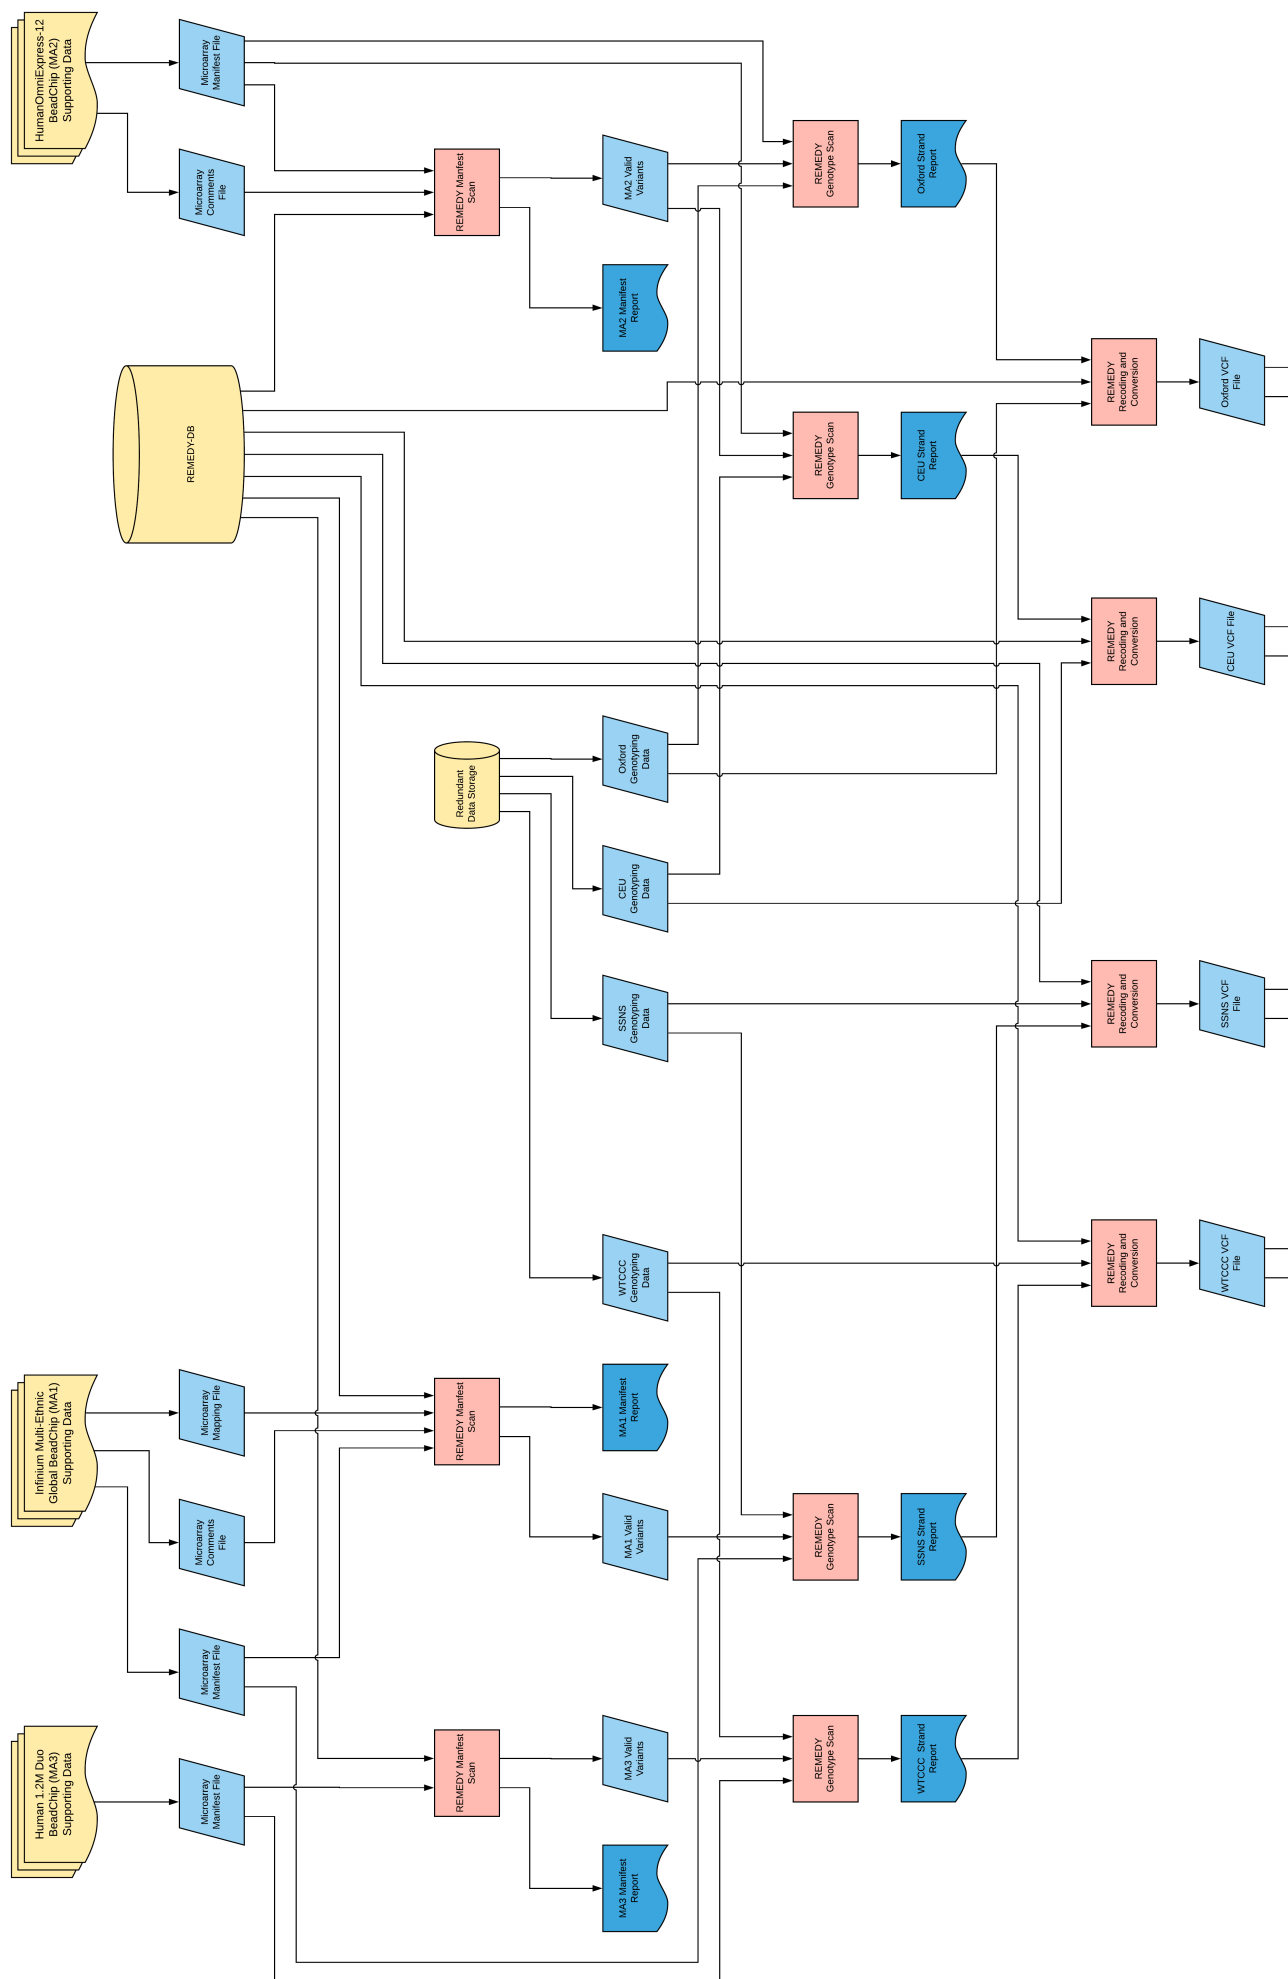 Human 1.2M Duo
BeadChip (MA3)
Supporting Data
Infinium Multi-Ethnic
Global BeadChip (MA1)
Supporting Data
HumanOmniExpress-12
BeadChip (MA2)
Supporting Data
Microarray
Manifest File
Microarray
Manifest File
Microarray
Comments
File
Microarray
Mapping File
REMEDY-DB
Microarray
Comments
File
Microarray
Manifest File
REMEDY Manfest
Scan
REMEDY Manfest
Scan
Redundant
Data Storage
REMEDY Manfest
Scan
MA3 Manifest
Report
MA3 Valid
Variants
MA1 Valid
Variants
MA1 Manifest
Report
WTCCC
Genotyping
Data
SSNS
Genotyping
Data
CEU
Genotyping
Data
Oxford
Genotyping
Data
MA2 Manifest
Report
MA2 Valid
Variants
REMEDY
Genotype Scan
REMEDY
Genotype Scan
REMEDY
Genotype Scan
REMEDY
Genotype Scan
WTCCC Strand
Report
SSNS Strand
Report
CEU Strand
Report
Oxford Strand
Report
REMEDY
Recoding and
Conversion
REMEDY
Recoding and
Conversion
REMEDY
Recoding and
Conversion
REMEDY
Recoding and
Conversion
WTCCC VCF
File
SSNS VCF
File
CEU VCF File
Oxford VCF
File